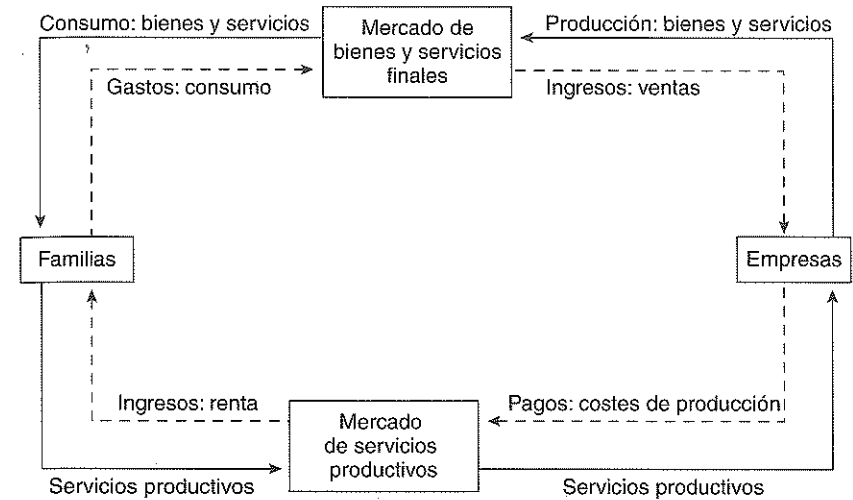 Consumo: bienes y servicios
Mercado de
bienes y servicios
finales
Producción: bienes y servicios
Gastos: consumo
Ingresos: ventas
Familias
Empresas
Ingresos: renta
Mercado
de servicios
productivos
Pagos: costes de producción
Servicios productivos
Servicios productivos